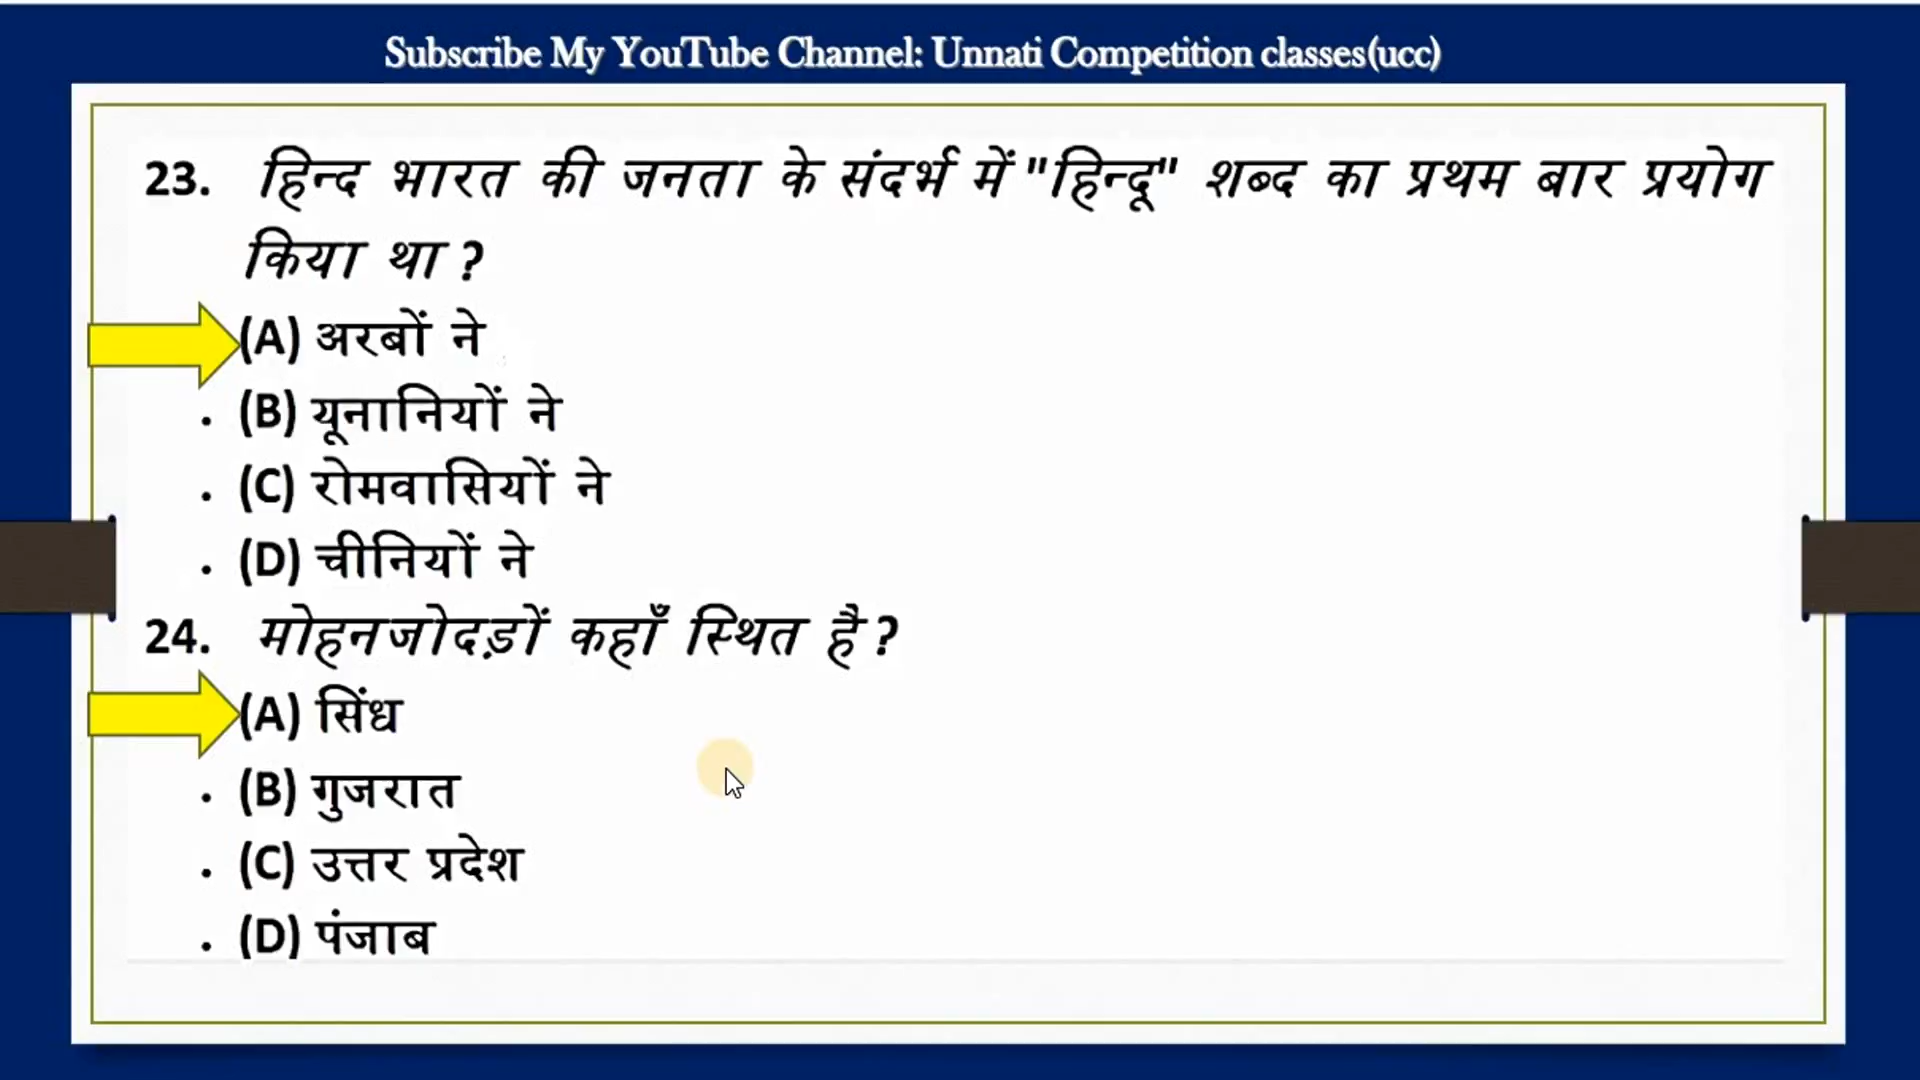 Subscribe My YouTube Channel: Unnati Competition classes(ucc)
23. हिन्द भारत की जनता के संदर्भ में "हिन्दू" शब्द का प्रथम बार प्रयोग
किया था ?
(A) अरबों ने
• (B) यूनानियों ने
• (C) रोमवासियों ने
• (D) चीनियों ने
24. मोहनजोदड़ों कहाँ स्थित है ?
(A) सिंध
• (B) गुजरात
• (C) उत्तर प्रदेश
• (D) पंजाब